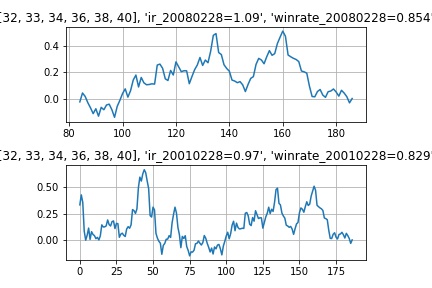 [32, 33, 34, 36, 38, 40], 'ir_20080228=1.09', 'winrate_20080228=0.854'
0.4
0.2
0.0
80 100 120 140 160 180
[32, 33, 34, 36, 38, 40], 'ir_20010228=0.97', 'winrate_20010228=0.829'
0.50
0.25
0.00
0 25 50 75 100 125 150 175